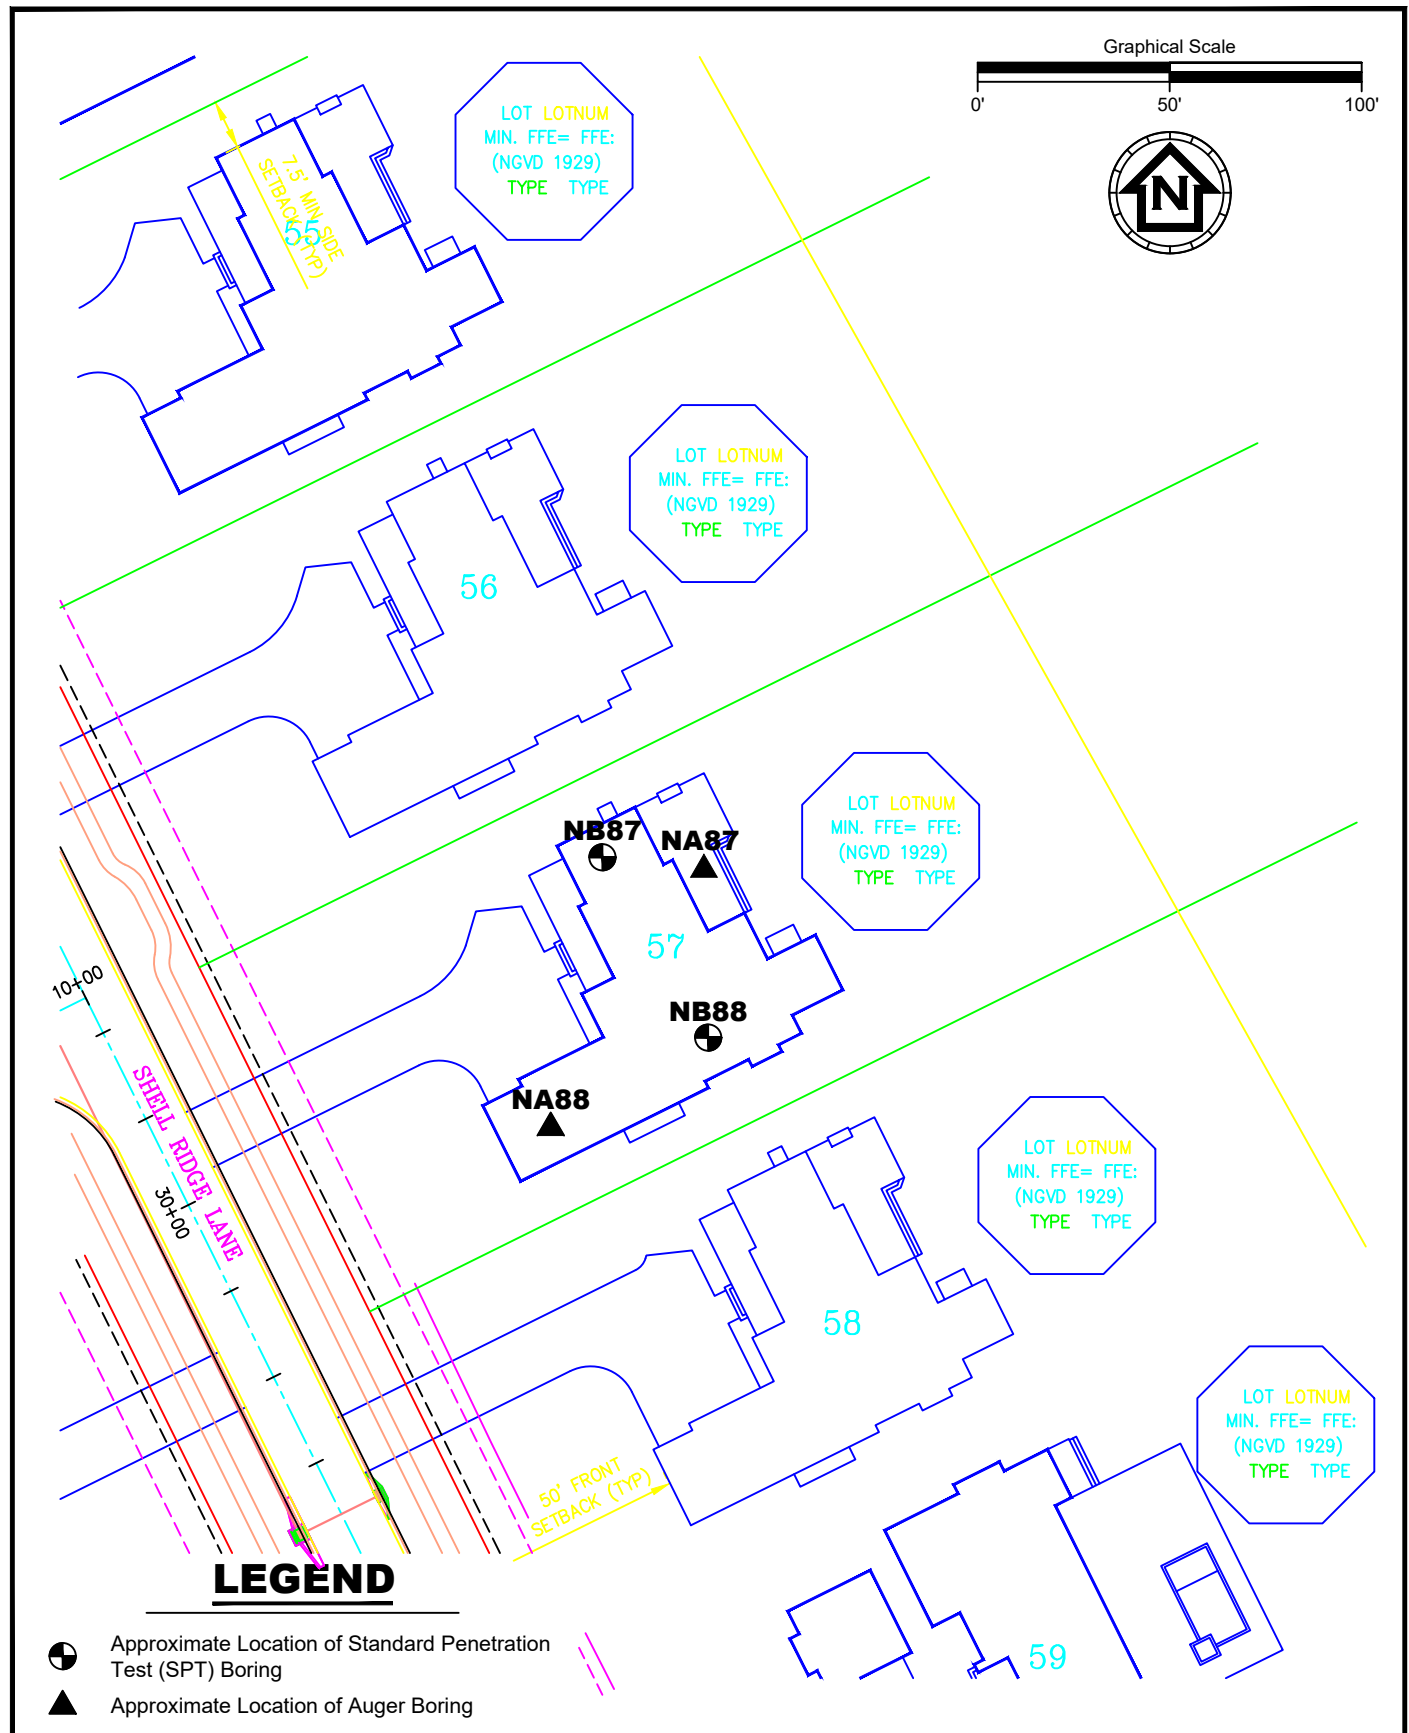 Graphical Scale
0' 50' 100'
N
LOT LOTNUM
MIN. FFE= FFE:
(NGVD 1929)
TYPE TYPE
7.5' MIN. SIDE
SETBACK (TYP)
55
LOT LOTNUM
MIN. FFE= FFE:
(NGVD 1929)
TYPE TYPE
56
LOT LOTNUM
MIN. FFE= FFE:
(NGVD 1929)
TYPE TYPE
NB87
NA87
57
NB88
NA88
10+00
SHELL RIDGE LANE
30+00
LOT LOTNUM
MIN. FFE= FFE:
(NGVD 1929)
TYPE TYPE
58
LOT LOTNUM
MIN. FFE= FFE:
(NGVD 1929)
TYPE TYPE
50' FRONT
SETBACK (TYP)
59
LEGEND
Approximate Location of Standard Penetration
Test (SPT) Boring
Approximate Location of Auger Boring